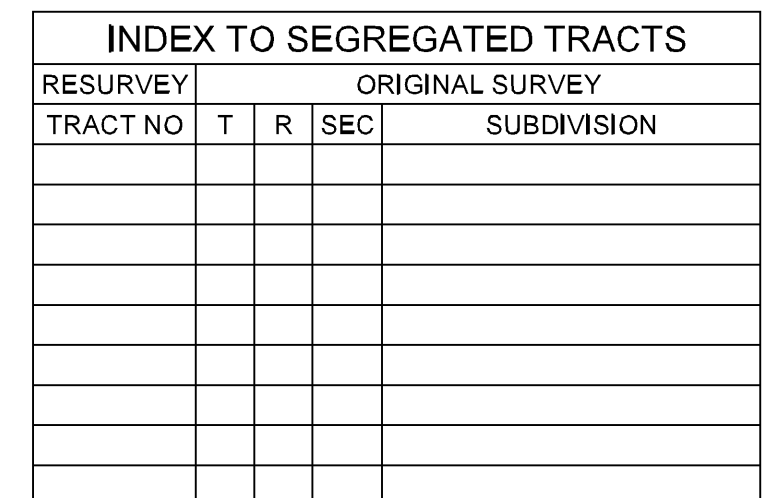 INDEX TO SEGREGATED TRACTS
RESURVEY ORIGINAL SURVEY
TRACT NO T R SEC SUBDIVISION